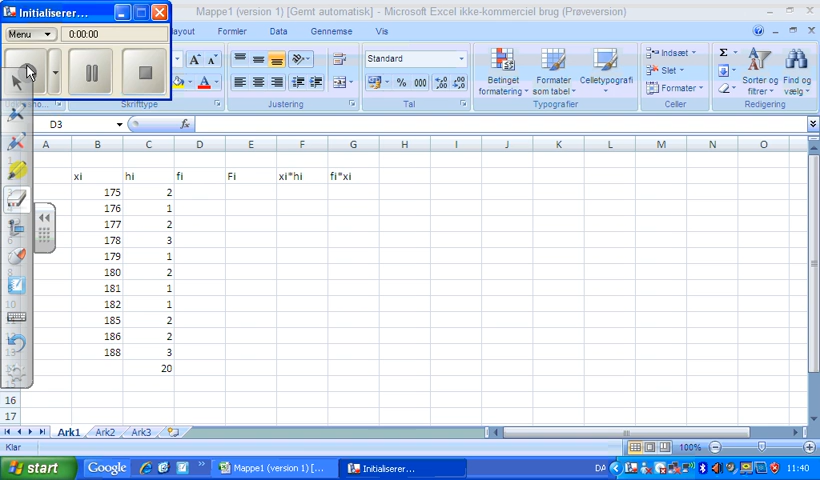 Initialiserer...
Mappe1 (version 1) [Gemt automatisk] - Microsoft Excel ikke-kommerciel brug (Prøveversion)
Menu 0:00:00
Formler Data Gennemse Vis
Standard
% 000
Betinget formatering
Formater som tabel
Celletypografi
Indsæt
Slet
Formater
Sorter og filtrer
Find og vælg
Skrifttype Justering Tal Typografier Celler Redigering
D3 fx
A B C D E F G H I J K L M N O
xi hi fi Fi xi*hi fi*xi
175 2
176 1
177 2
178 3
179 1
180 2
181 1
182 1
185 2
186 2
188 3
20
16
17
Ark1 Ark2 Ark3
Klar 100%
start Google Mappe1 (version 1) [... Initialiserer... DA 11:40